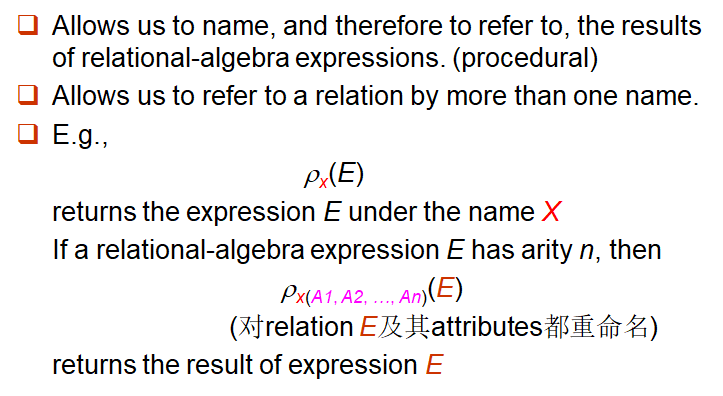 Allows us to name, and therefore to refer to, the results
of relational-algebra expressions. (procedural)
Allows us to refer to a relation by more than one name.
E.g.,
ρx(E)
returns the expression E under the name X
If a relational-algebra expression E has arity n, then
ρx(A1, A2, …, An)(E)
(对relation E及其attributes都重命名)
returns the result of expression E